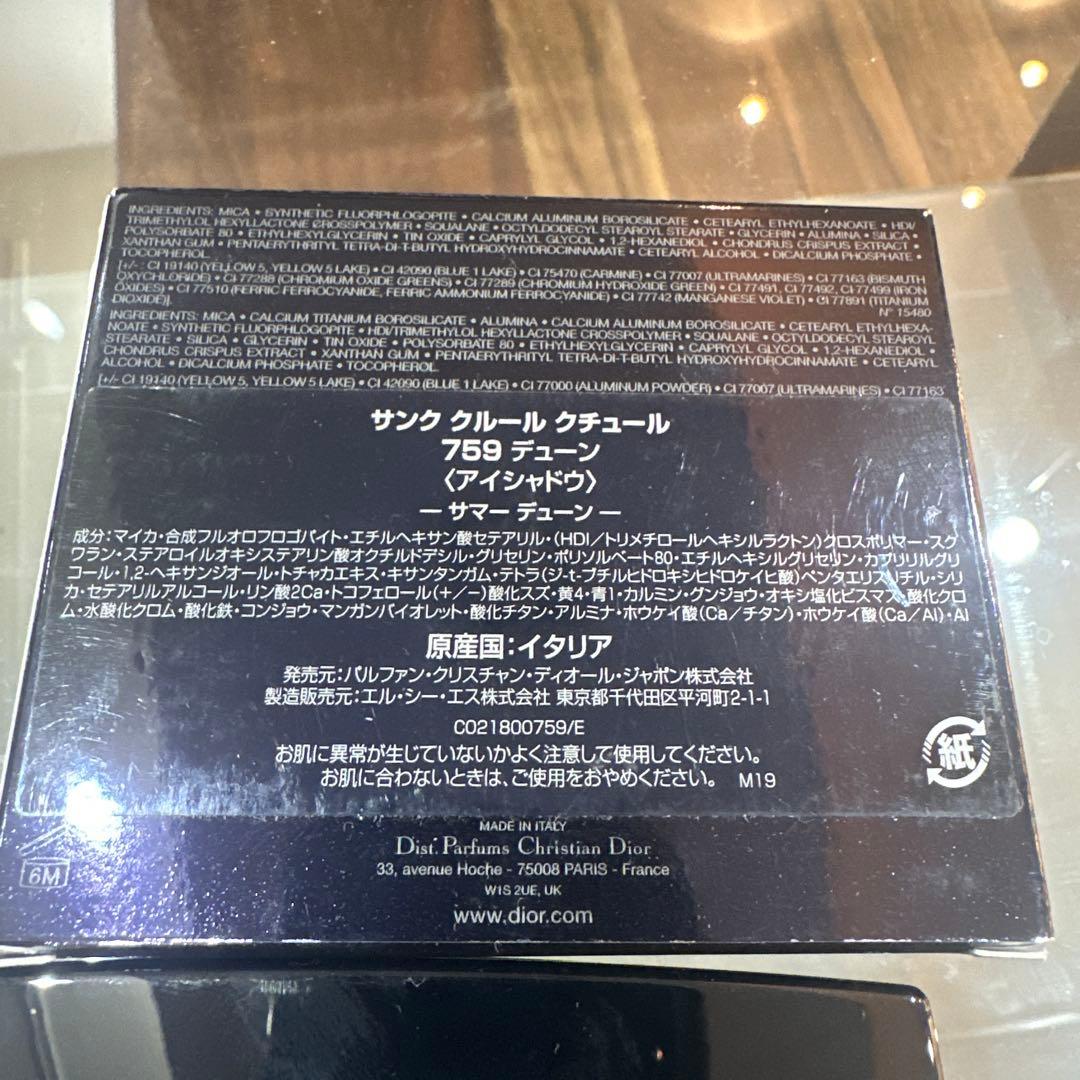 INGREDIENTS: MICA • SYNTHETIC FLUORPHLOGOPITE • CALCIUM ALUMINUM BOROSILICATE • CETEARYL ETHYLHEXANOATE • HDI/
TRIMETHYLOL HEXYLLACTONE CROSSPOLYMER • SQUALANE • OCTYLDODECYL STEAROYL STEARATE • GLYCERIN • ALUMINA • SILICA •
POLYSORBATE 80 • ETHYLHEXYLGLYCERIN • TIN OXIDE • CAPRYLYL GLYCOL • 1,2-HEXANEDIOL • CHONDRUS CRISPUS EXTRACT •
XANTHAN GUM • PENTAERYTHRITYL TETRA-DI-T-BUTYL HYDROXYHYDROCINNAMATE • CETEARYL ALCOHOL • DICALCIUM PHOSPHATE •
TOCOPHEROL.
[+/- CI 19140 (YELLOW 5, YELLOW 5 LAKE) • CI 42090 (BLUE 1 LAKE) • CI 75470 (CARMINE) • CI 77007 (ULTRAMARINES) • CI 77163 (BISMUTH
OXYCHLORIDE) • CI 77288 (CHROMIUM OXIDE GREENS) • CI 77289 (CHROMIUM HYDROXIDE GREEN) • CI 77491, CI 77492, CI 77499 (IRON
OXIDES) • CI 77510 (FERRIC FERROCYANIDE, FERRIC AMMONIUM FERROCYANIDE) • CI 77742 (MANGANESE VIOLET) • CI 77891 (TITANIUM
DIOXIDE)].
N° 15480
INGREDIENTS: MICA • CALCIUM TITANIUM BOROSILICATE • ALUMINA • CALCIUM ALUMINUM BOROSILICATE • CETEARYL ETHYLHEXA-
NOATE • SYNTHETIC FLUORPHLOGOPITE • HDI/TRIMETHYLOL HEXYLLACTONE CROSSPOLYMER • SQUALANE • OCTYLDODECYL STEAROYL
STEARATE • SILICA • GLYCERIN • TIN OXIDE • POLYSORBATE 80 • ETHYLHEXYLGLYCERIN • CAPRYLYL GLYCOL • 1,2-HEXANEDIOL •
CHONDRUS CRISPUS EXTRACT • XANTHAN GUM • PENTAERYTHRITYL TETRA-DI-T-BUTYL HYDROXYHYDROCINNAMATE • CETEARYL
ALCOHOL • DICALCIUM PHOSPHATE • TOCOPHEROL.
[+/- CI 19140 (YELLOW 5, YELLOW 5 LAKE) • CI 42090 (BLUE 1 LAKE) • CI 77000 (ALUMINUM POWDER) • CI 77007 (ULTRAMARINES) • CI 77163
サンク クルール クチュール
759 デューン
〈アイシャドウ〉
— サマー デューン —
成分:マイカ・合成フルオロフロゴパイト・エチルヘキサン酸セテアリル・(HDI/トリメチロールヘキシルラクトン)クロスポリマー・スク
ワラン・ステアロイルオキシステアリン酸オクチルドデシル・グリセリン・ポリソルベート80・エチルヘキシルグリセリン・カプリリルグリ
コール・1,2-ヘキサンジオール・トチャカエキス・キサンタンガム・テトラ(ジ-t-ブチルヒドロキシヒドロケイヒ酸)ペンタエリスリチル・シリ
カ・セテアリルアルコール・リン酸2Ca・トコフェロール(+/−)酸化スズ・黄4・青1・カルミン・グンジョウ・オキシ塩化ビスマス・酸化クロ
ム・水酸化クロム・酸化鉄・コンジョウ・マンガンバイオレット・酸化チタン・アルミナ・ホウケイ酸(Ca/チタン)・ホウケイ酸(Ca/Al)・Al
原産国:イタリア
発売元:パルファン・クリスチャン・ディオール・ジャポン株式会社
製造販売元:エル・シー・エス株式会社 東京都千代田区平河町2-1-1
C021800759/E
お肌に異常が生じていないかよく注意して使用してください。
お肌に合わないときは、ご使用をおやめください。 M19
紙
MADE IN ITALY
Dist. Parfums Christian Dior
33, avenue Hoche - 75008 PARIS - France
W1S 2UE, UK
www.dior.com
6M